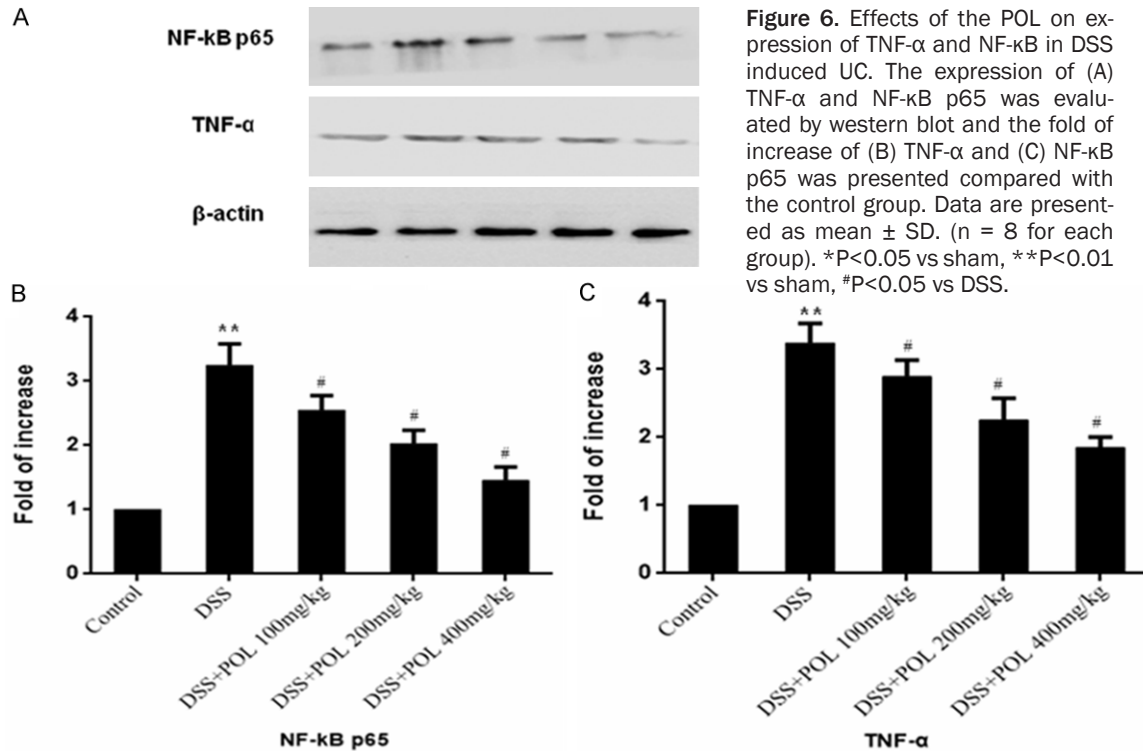 A
NF-kB p65
TNF-α
β-actin
Figure 6. Effects of the POL on ex-
pression of TNF-α and NF-κB in DSS
induced UC. The expression of (A)
TNF-α and NF-κB p65 was evalu-
ated by western blot and the fold of
increase of (B) TNF-α and (C) NF-κB
p65 was presented compared with
the control group. Data are present-
ed as mean ± SD. (n = 8 for each
group). *P<0.05 vs sham, **P<0.01
vs sham, #P<0.05 vs DSS.
B
Fold of increase
4
3
2
1
0
**
#
#
#
Control
DSS
DSS+POL 100mg/kg
DSS+POL 200mg/kg
DSS+POL 400mg/kg
NF-kB p65
C
Fold of increase
4
3
2
1
0
**
#
#
#
Control
DSS
DSS+POL 100mg/kg
DSS+POL 200mg/kg
DSS+POL 400mg/kg
TNF-α